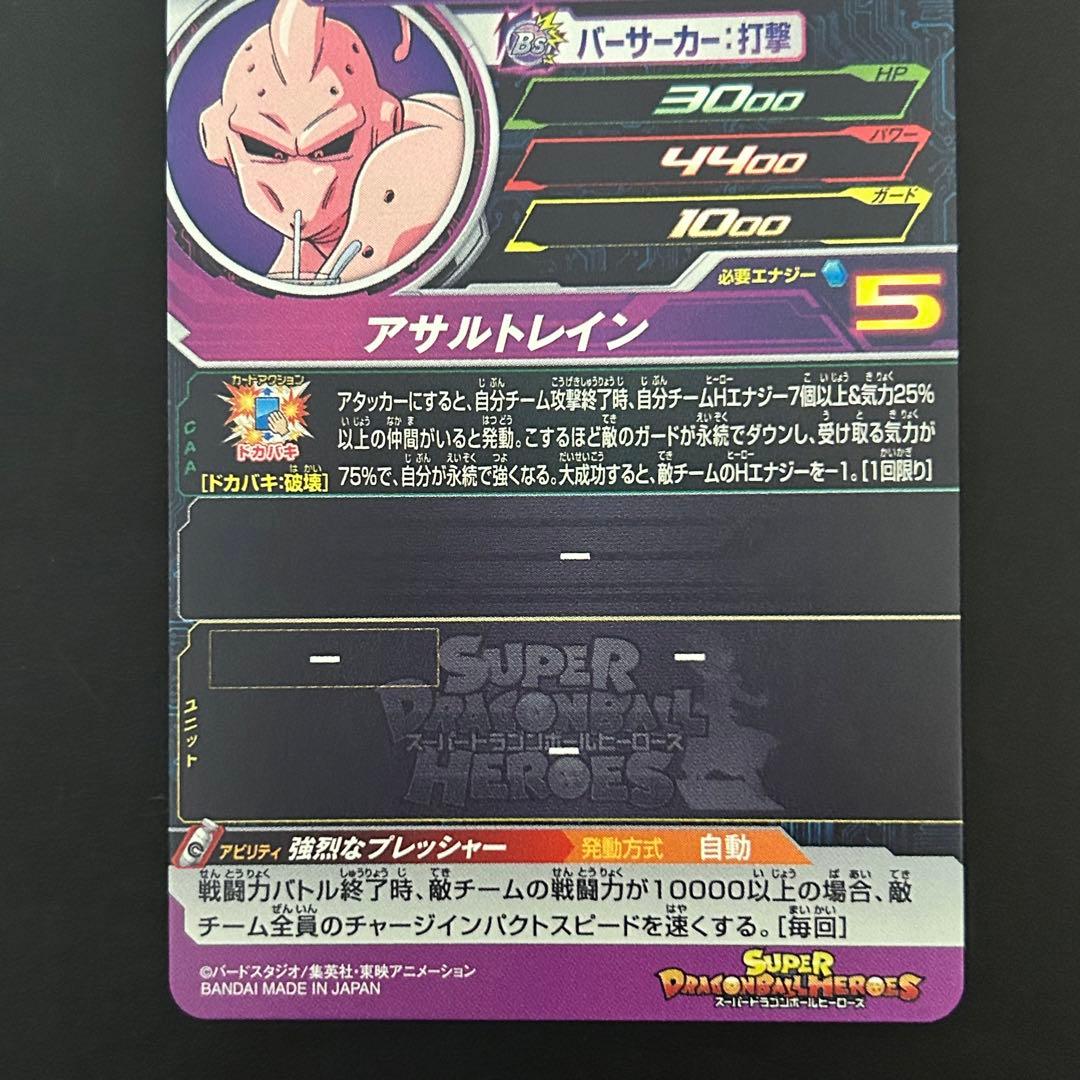 Bs バーサーカー:打撃
HP
3000
パワー
4400
ガード
1000
必要エナジー 5
アサルトレイン
CAA
カードアクション
ドカバキ
[ドカバキ:破壊]
アタッカーにすると、自分チーム攻撃終了時、自分チームHエナジー7個以上&気力25%
以上の仲間がいると発動。こするほど敵のガードが永続でダウンし、受け取る気力が
75%で、自分が永続で強くなる。大成功すると、敵チームのHエナジーを-1。[1回限り]
ー
ユニット
ー ー
ー
SUPER
DRAGONBALL
スーパードラゴンボールヒーローズ
HEROES
アビリティ 強烈なプレッシャー 発動方式 自動
戦闘力バトル終了時、敵チームの戦闘力が10000以上の場合、敵
チーム全員のチャージインパクトスピードを速くする。[毎回]
©バードスタジオ/集英社・東映アニメーション
BANDAI MADE IN JAPAN
SUPER
DRAGONBALL HEROES
スーパードラゴンボールヒーローズ